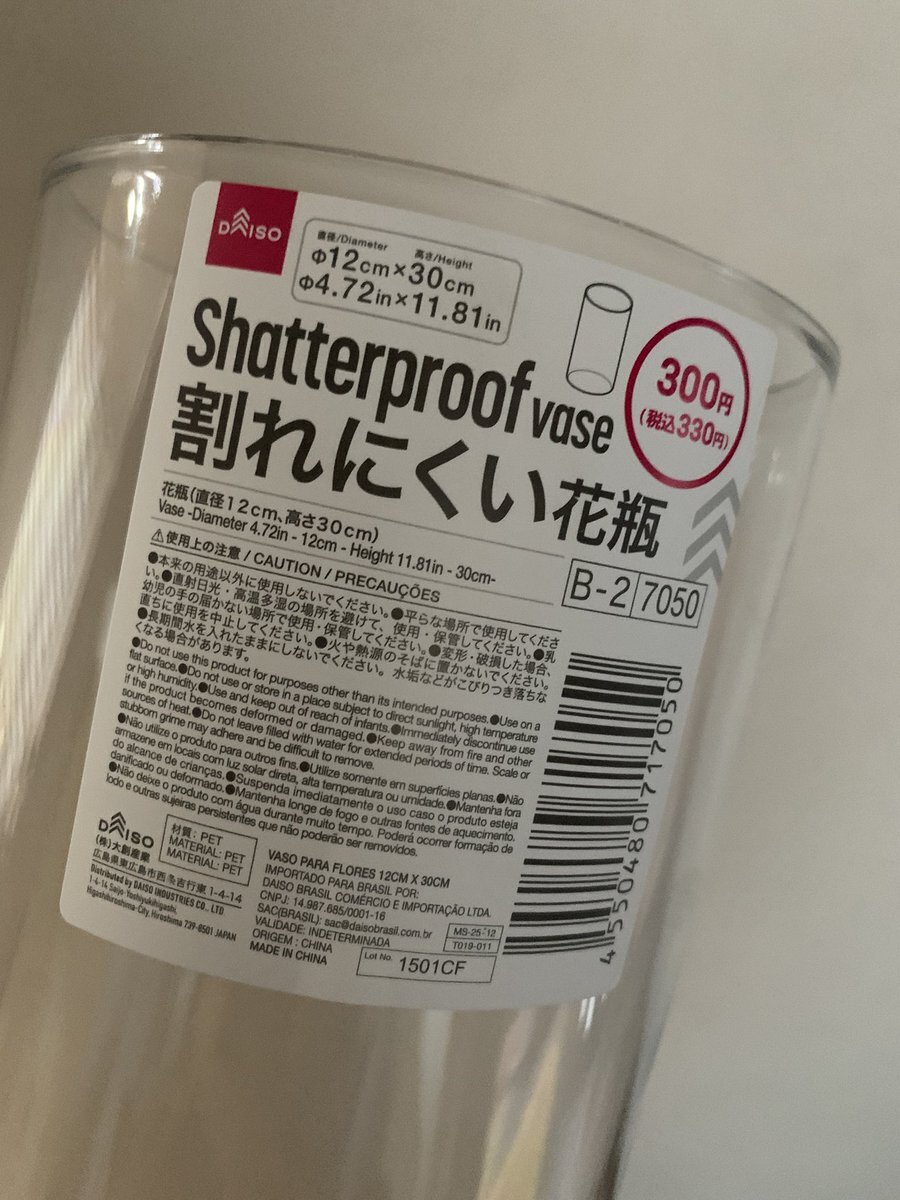 DAISO
直径/Diameter 高さ/Height
Φ12cm×30cm
Φ4.72in×11.81in
Shatterproof vase
300円
(税込330円)
割れにくい花瓶
花瓶(直径12cm、高さ30cm)
Vase -Diameter 4.72in - 12cm - Height 11.81in - 30cm-
B-2 7050
⚠使用上の注意 / CAUTION / PRECAUÇÕES
●本来の用途以外に使用しないでください。●平らな場所で使用してくださ
い。●直射日光・高温多湿の場所を避けて、使用・保管してください。●乳
幼児の手の届かない場所で使用・保管してください。●変形・破損した場合、
直ちに使用を中止してください。●火や熱源のそばに置かないでください。
●長期間水を入れたままにしないでください。水垢などがこびりつき落ちな
くなる場合があります。
●Do not use this product for purposes other than its intended purposes.●Use on a
flat surface.●Do not use or store in a place subject to direct sunlight, high temperature
or high humidity.●Use and keep out of reach of infants.●Immediately discontinue use
if the product becomes deformed or damaged.●Keep away from fire and other
sources of heat.●Do not leave filled with water for extended periods of time. Scale or
stubborn grime may adhere and be difficult to remove.
●Não utilize o produto para outros fins.●Utilize somente em superfícies planas.●Não
armazene em locais com luz solar direta, alta temperatura ou umidade.●Mantenha fora
do alcance de crianças.●Suspenda imediatamente o uso caso o produto esteja
danificado ou deformado.●Mantenha longe de fogo e outras fontes de aquecimento.
●Não deixe o produto com água durante muito tempo. Poderá ocorrer formação de
lodo e outras sujeiras persistentes que não poderão ser removidos.
4 550480 717050
DAISO
(株)大創産業
広島県東広島市西条吉行東1-4-14
Distributed by DAISO INDUSTRIES CO., LTD
1-4-14 Saijo-Yoshiyukihigashi,
Higashihiroshima-City, Hiroshima 739-8501 JAPAN
材質：PET
MATERIAL: PET
MATERIAL: PET
VASO PARA FLORES 12CM X 30CM
IMPORTADO PARA BRASIL POR:
DAISO BRASIL COMÉRCIO E IMPORTAÇÃO LTDA.
CNPJ: 14.987.685/0001-16
SAC(BRASIL): sac@daisobrasil.com.br
VALIDADE: INDETERMINADA
ORIGEM : CHINA
MADE IN CHINA
MS-25-12
T019-011
Lot No. 1501CF